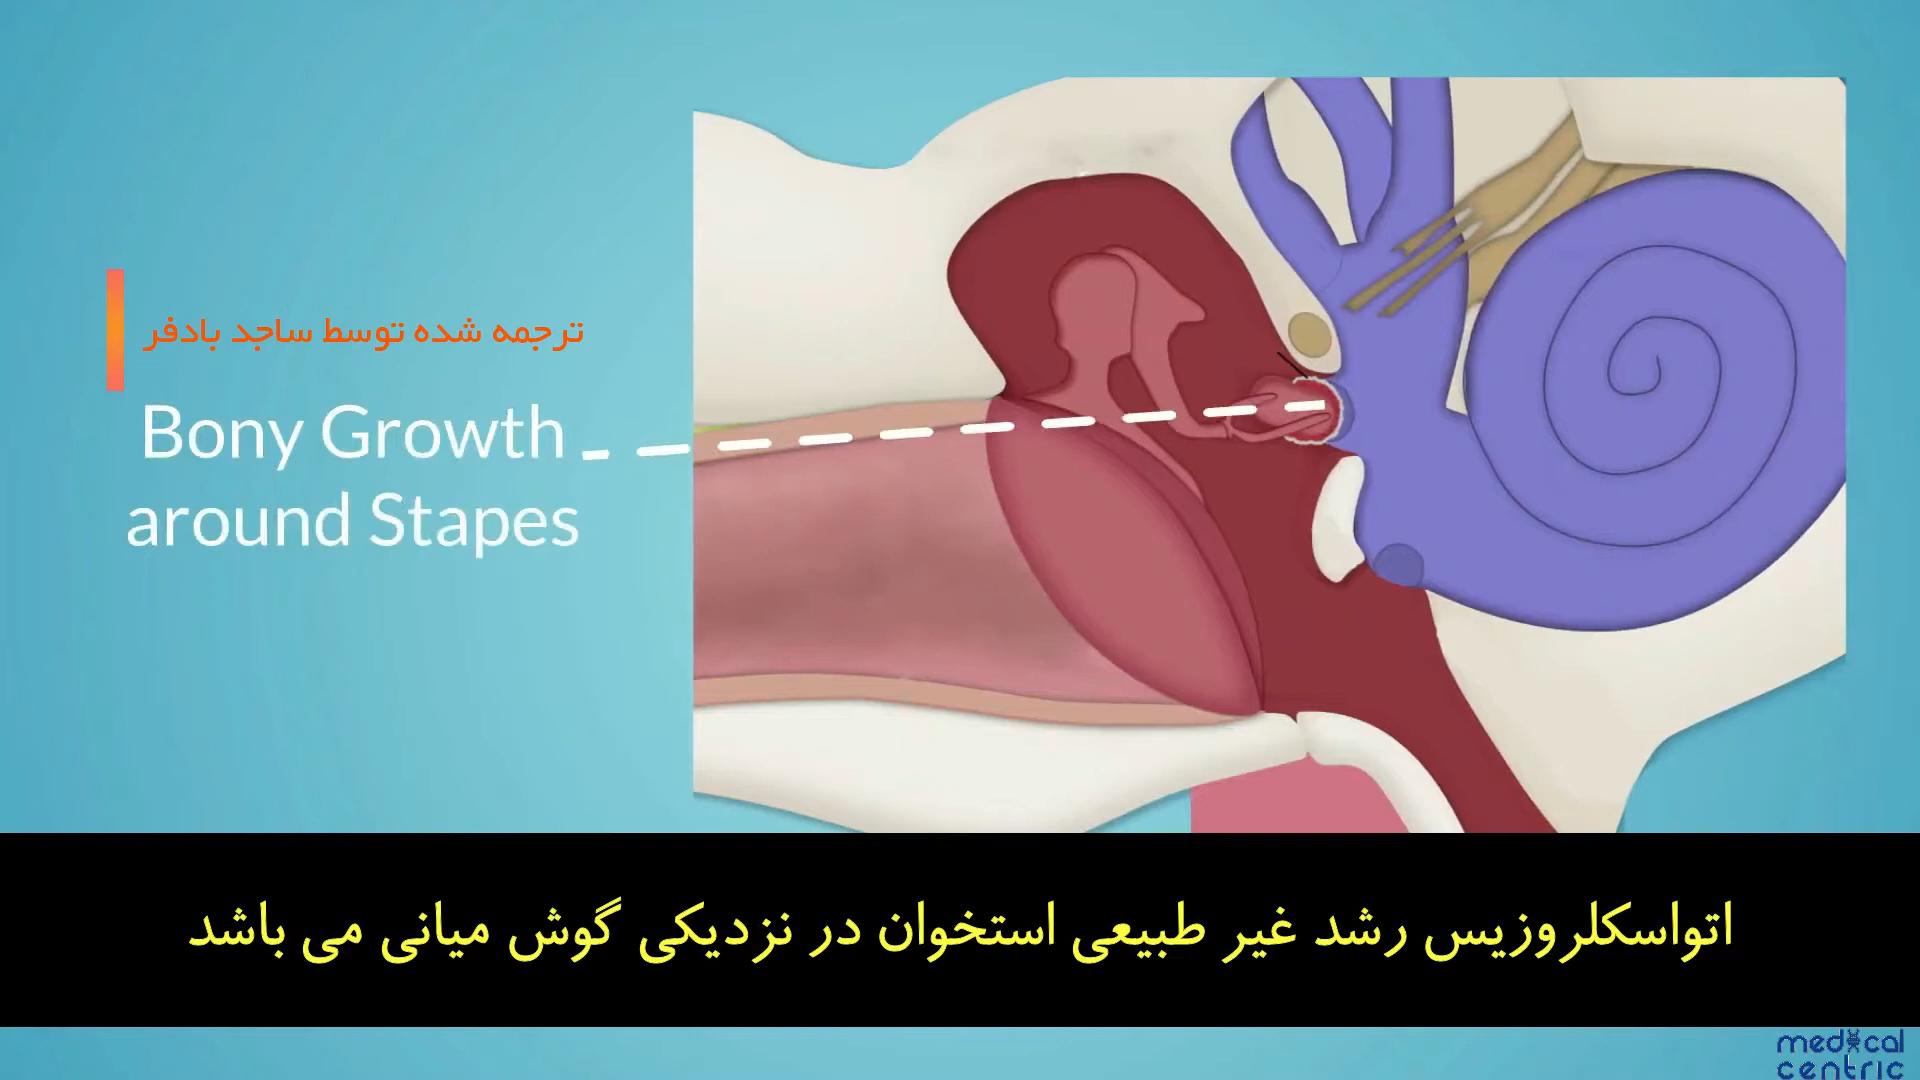 ترجمه شده توسط ساجد بادفر
Bony Growth
around Stapes
اتواسکلروزیس رشد غیر طبیعی استخوان در نزدیکی گوش میانی می باشد
medical
centric